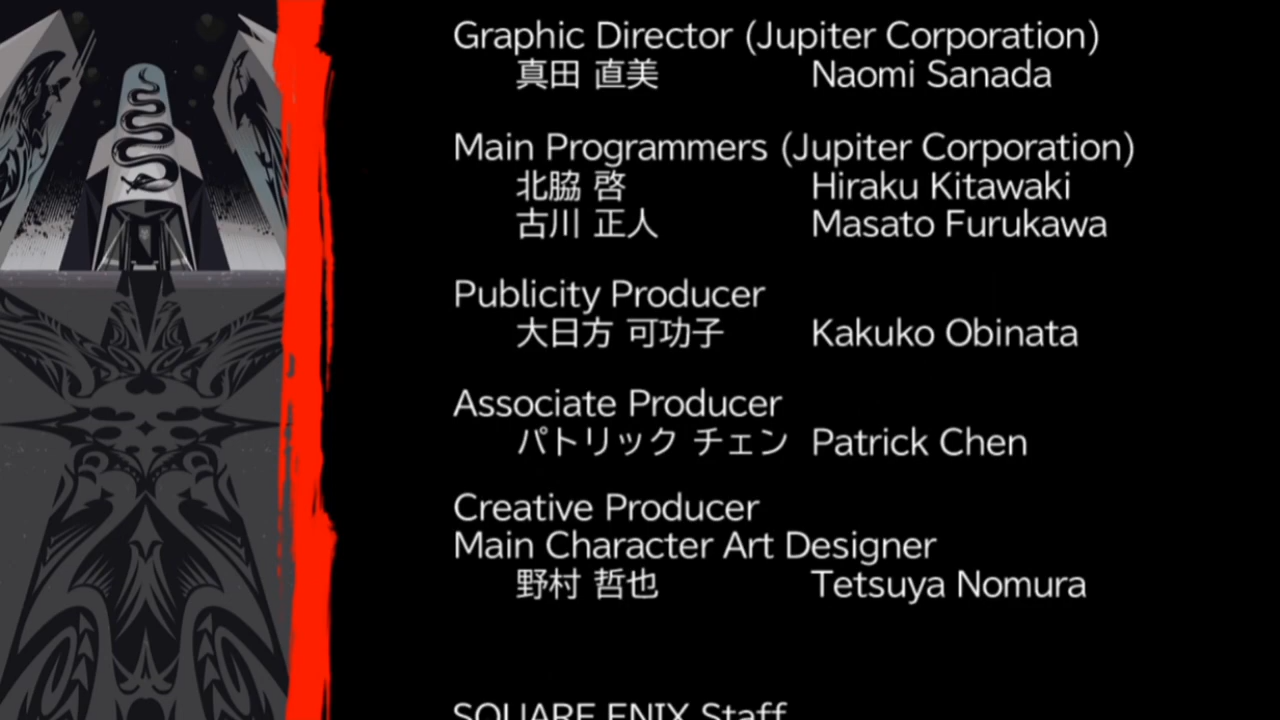 Graphic Director (Jupiter Corporation)
真田 直美 Naomi Sanada
Main Programmers (Jupiter Corporation)
北脇 啓 Hiraku Kitawaki
古川 正人 Masato Furukawa
Publicity Producer
大日方 可功子 Kakuko Obinata
Associate Producer
パトリック チェン Patrick Chen
Creative Producer
Main Character Art Designer
野村 哲也 Tetsuya Nomura
SQUARE ENIX Staff